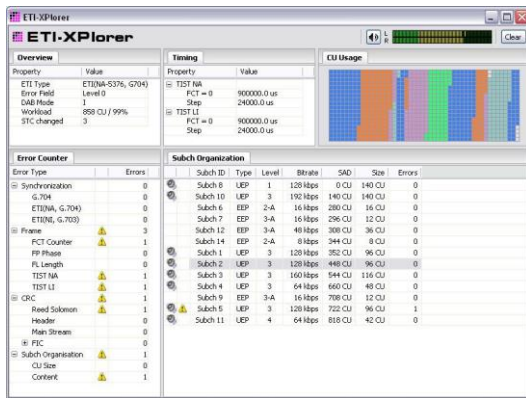 ETI-XPlorer
ETI-XPlorer
L
R
Clear
Overview
Property Value
ETI Type ETI(NA-5376, G704)
Error Field Level 0
DAB Mode 1
Workload 858 CU / 99%
STC changed 3
Timing
Property Value
TIST NA
FCT = 0 900000.0 us
Step 24000.0 us
TIST LI
FCT = 0 900000.0 us
Step 24000.0 us
CU Usage
Error Counter
Error Type Errors
Synchronization 0
G.704 0
ETI(NA, G.704) 0
ETI(NI, G.703) 0
Frame 3
FCT Counter 1
FP Phase 0
FL Length 0
TIST NA 1
TIST LI 1
CRC 1
Reed Solomon 1
Header 0
Main Stream 0
FIC 0
Subch Organisation 1
CU Size 0
Content 1
Subch Organization
Subch ID Type Level Bitrate SAD Size Errors
Subch 8 UEP 1 128 kbps 0 CU 140 CU 0
Subch 10 UEP 3 192 kbps 140 CU 140 CU 0
Subch 6 EEP 2-A 16 kbps 280 CU 16 CU 0
Subch 7 EEP 3-A 16 kbps 296 CU 12 CU 0
Subch 12 EEP 3-A 48 kbps 308 CU 36 CU 0
Subch 14 EEP 2-A 8 kbps 344 CU 8 CU 0
Subch 1 UEP 3 128 kbps 352 CU 96 CU 0
Subch 2 UEP 3 128 kbps 448 CU 96 CU 0
Subch 3 UEP 3 160 kbps 544 CU 116 CU 0
Subch 4 UEP 3 64 kbps 660 CU 48 CU 0
Subch 9 EEP 3-A 16 kbps 708 CU 12 CU 0
Subch 5 UEP 3 128 kbps 722 CU 96 CU 1
Subch 11 UEP 4 64 kbps 818 CU 42 CU 0